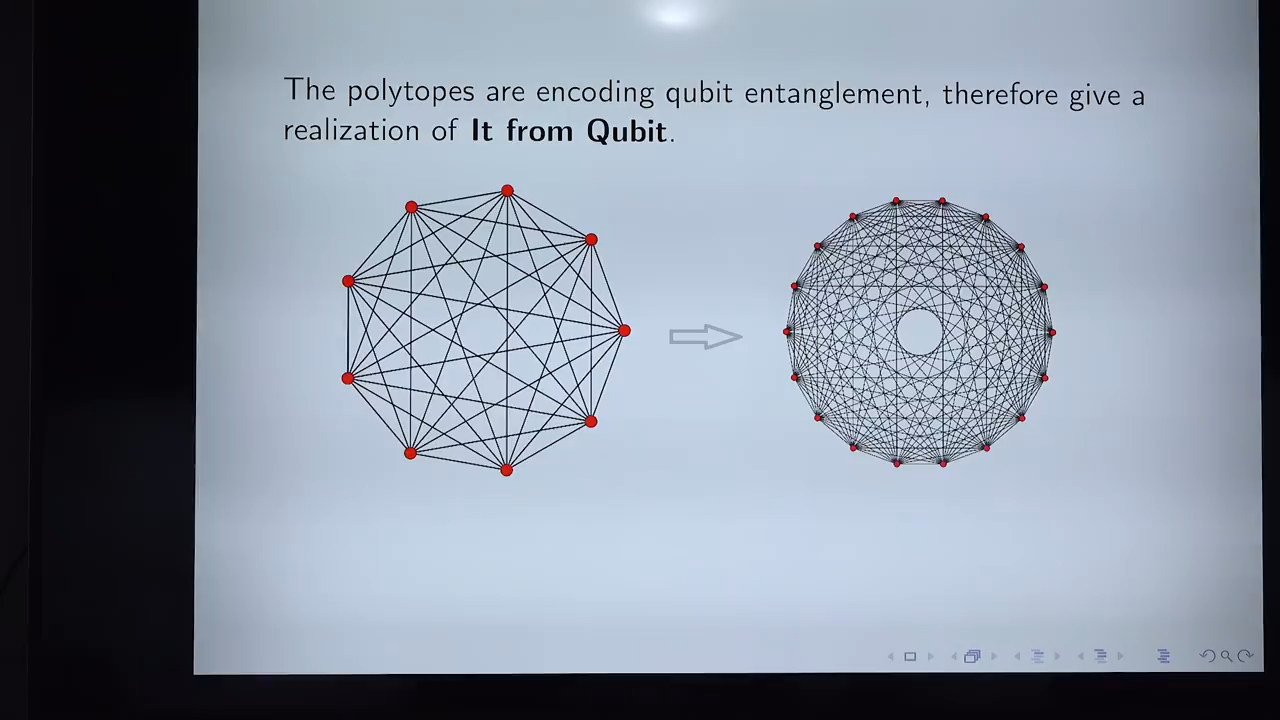 The polytopes are encoding qubit entanglement, therefore give a
realization of It from Qubit.